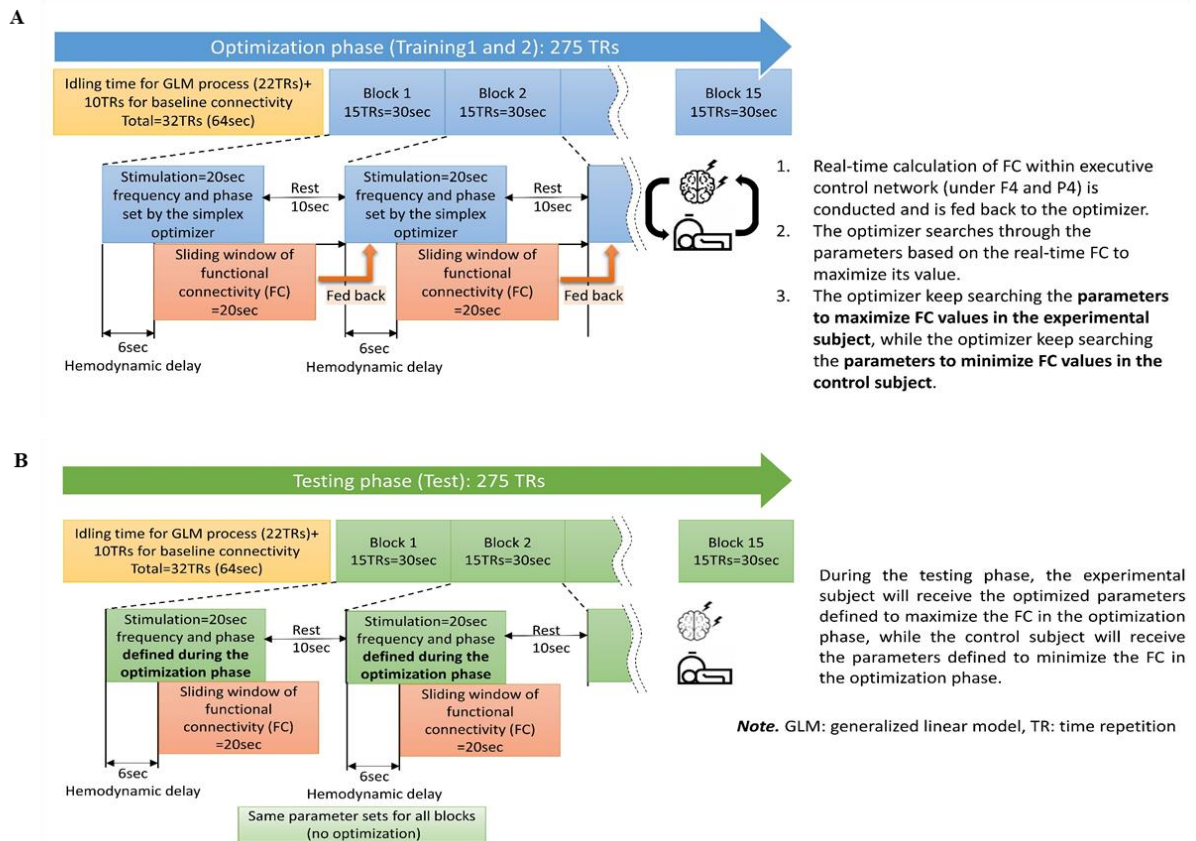 A
Optimization phase (Training1 and 2): 275 TRs
Idling time for GLM process (22TRs)+
10TRs for baseline connectivity
Total=32TRs (64sec)
Block 1
15TRs=30sec
Block 2
15TRs=30sec
Block 15
15TRs=30sec
Stimulation=20sec
frequency and phase
set by the simplex
optimizer
Rest
10sec
Stimulation=20sec
frequency and phase
set by the simplex
optimizer
Rest
10sec
Sliding window of
functional
connectivity (FC)
=20sec
Fed back
Sliding window of
functional
connectivity (FC)
=20sec
Fed back
6sec
Hemodynamic delay
6sec
Hemodynamic delay
1. Real-time calculation of FC within executive
control network (under F4 and P4) is
conducted and is fed back to the optimizer.
2. The optimizer searches through the
parameters based on the real-time FC to
maximize its value.
3. The optimizer keep searching the parameters
to maximize FC values in the experimental
subject, while the optimizer keep searching
the parameters to minimize FC values in the
control subject.
B
Testing phase (Test): 275 TRs
Idling time for GLM process (22TRs)+
10TRs for baseline connectivity
Total=32TRs (64sec)
Block 1
15TRs=30sec
Block 2
15TRs=30sec
Block 15
15TRs=30sec
Stimulation=20sec
frequency and phase
defined during the
optimization phase
Rest
10sec
Stimulation=20sec
frequency and phase
defined during the
optimization phase
Rest
10sec
Sliding window of
functional
connectivity (FC)
=20sec
Sliding window of
functional
connectivity (FC)
=20sec
6sec
Hemodynamic delay
6sec
Hemodynamic delay
Same parameter sets for all blocks
(no optimization)
During the testing phase, the experimental
subject will receive the optimized parameters
defined to maximize the FC in the optimization
phase, while the control subject will receive
the parameters defined to minimize the FC in
the optimization phase.
Note. GLM: generalized linear model, TR: time repetition